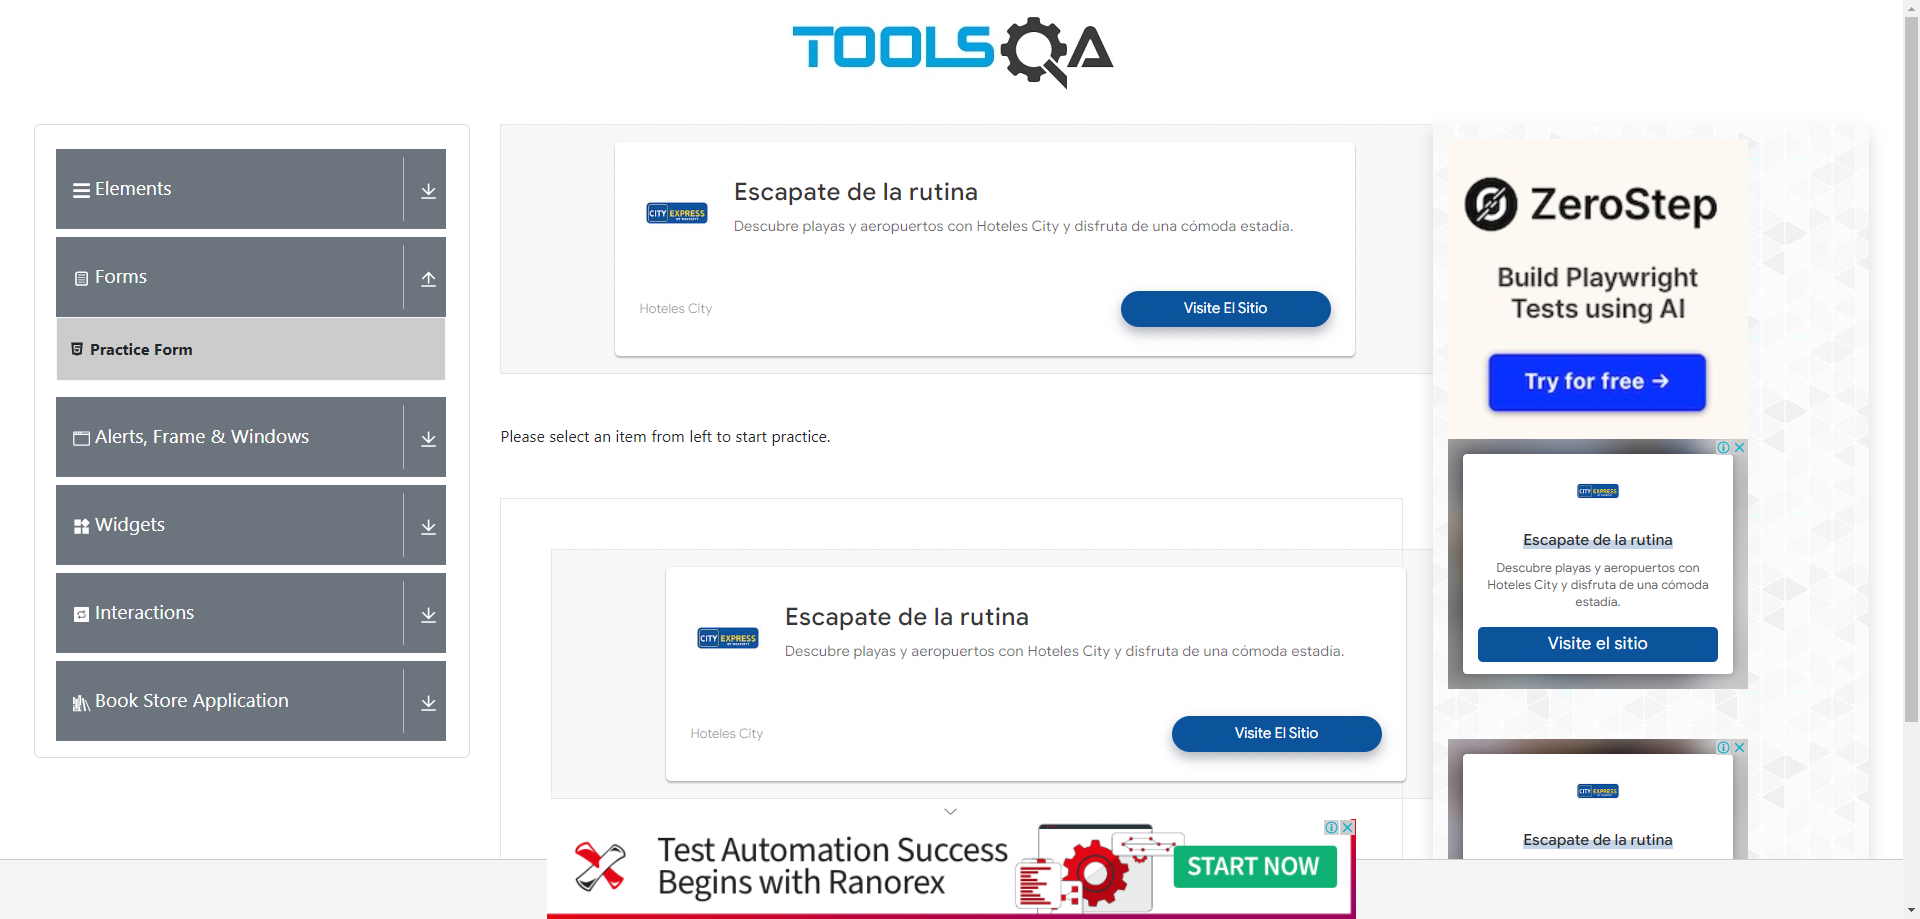 TOOLSQA
Elements
Forms
Practice Form
Alerts, Frame & Windows
Widgets
Interactions
Book Store Application
CITY EXPRESS
Escapate de la rutina
Descubre playas y aeropuertos con Hoteles City y disfruta de una cómoda estadía.
Hoteles City
Visite El Sitio
Please select an item from left to start practice.
CITY EXPRESS
Escapate de la rutina
Descubre playas y aeropuertos con Hoteles City y disfruta de una cómoda estadía.
Hoteles City
Visite El Sitio
ZeroStep
Build Playwright
Tests using AI
Try for free →
CITY EXPRESS
Escapate de la rutina
Descubre playas y aeropuertos con
Hoteles City y disfruta de una cómoda
estadía.
Visite el sitio
CITY EXPRESS
Escapate de la rutina
Test Automation Success
Begins with Ranorex
START NOW